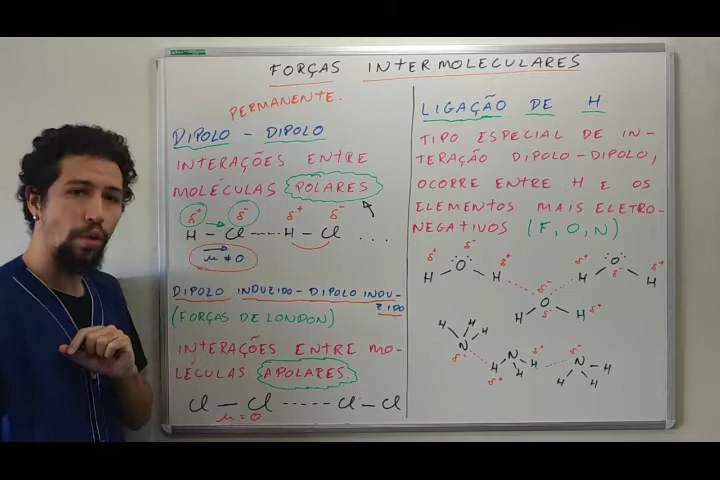 FORÇAS INTERMOLECULARES
PERMANENTE.
DIPOLO - DIPOLO
INTERAÇÕES ENTRE
MOLÉCULAS POLARES
δ+ δ- δ+ δ-
H - Cl ---- H - Cl ...
μ ≠ 0
DIPOLO INDUZIDO - DIPOLO INDU-
ZIDO
(FORÇAS DE LONDON)
INTERAÇÕES ENTRE MO-
LÉCULAS APOLARES.
Cl - Cl ----- Cl - Cl
μ = 0
LIGAÇÃO DE H
TIPO ESPECIAL DE IN-
TERAÇÃO DIPOLO-DIPOLO,
OCORRE ENTRE H E OS
ELEMENTOS MAIS ELETRO-
NEGATIVOS (F, O, N)
δ- 
δ+ O δ+ δ+ O δ+
H H H δ- H
O
H δ- H δ+
H H H
N δ- N δ+ δ- N H
H H H H H
δ+